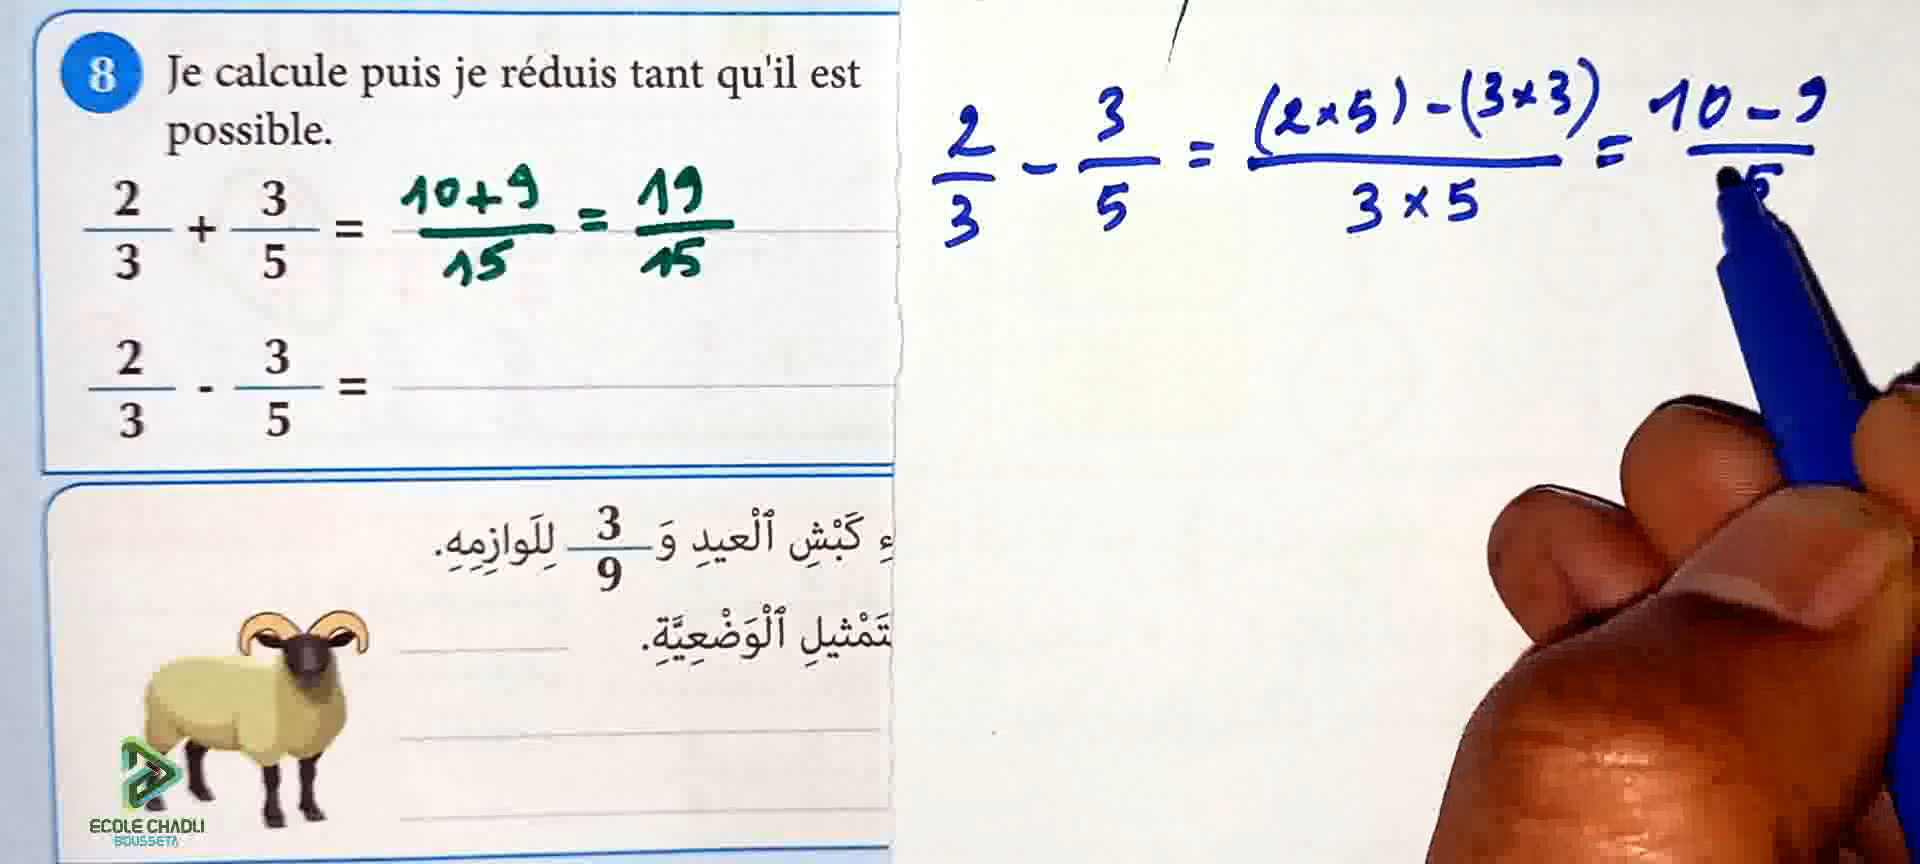 8 Je calcule puis je réduis tant qu'il est
possible.
2/3 + 3/5 = 10+9/15 = 19/15
2/3 - 3/5 =
2/3 - 3/5 = (2×5)-(3×3)/3×5 = 10-9
كَبْشِ ٱلْعيدِ وَ 3/9 لِلَوازِمِهِ.
ٱلْوَضْعِيَّةِ.
ECOLE CHADLI
BOUSSETA